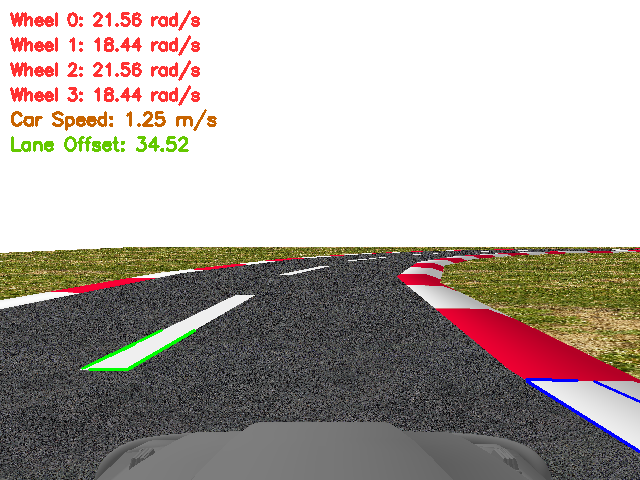 Wheel 0: 21.56 rad/s
Wheel 1: 18.44 rad/s
Wheel 2: 21.56 rad/s
Wheel 3: 18.44 rad/s
Car Speed: 1.25 m/s
Lane Offset: 34.52